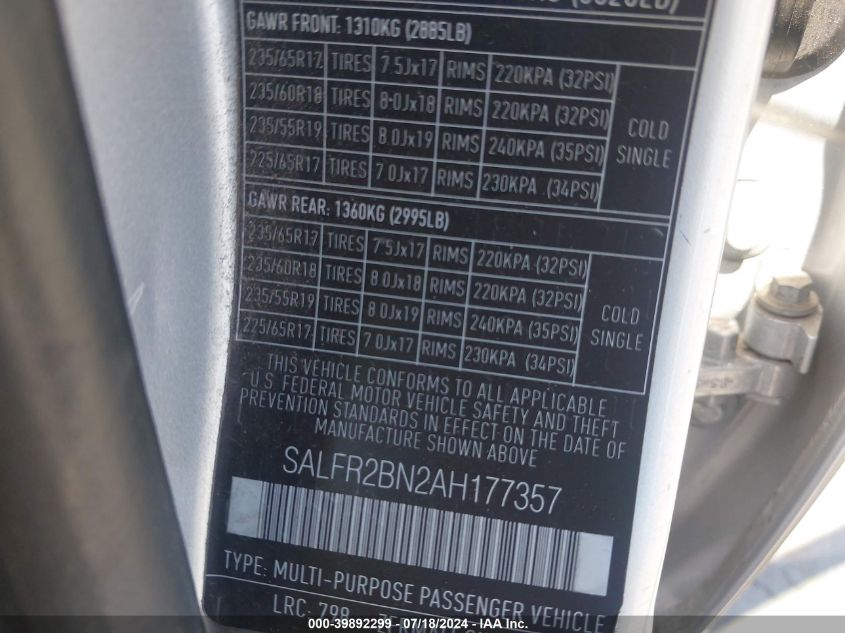 GAWR FRONT: 1310KG (2885LB)
235/65R17 TIRES 7.5Jx17 RIMS 220KPA (32PSI)
235/60R18 TIRES 8.0Jx18 RIMS 220KPA (32PSI)
235/55R19 TIRES 8.0Jx19 RIMS 240KPA (35PSI)
225/65R17 TIRES 7.0Jx17 RIMS 230KPA (34PSI)
COLD
SINGLE
GAWR REAR: 1360KG (2995LB)
235/65R17 TIRES 7.5Jx17 RIMS 220KPA (32PSI)
235/60R18 TIRES 8.0Jx18 RIMS 220KPA (32PSI)
235/55R19 TIRES 8.0Jx19 RIMS 240KPA (35PSI)
225/65R17 TIRES 7.0Jx17 RIMS 230KPA (34PSI)
COLD
SINGLE
THIS VEHICLE CONFORMS TO ALL APPLICABLE
U.S. FEDERAL MOTOR VEHICLE SAFETY AND THEFT
PREVENTION STANDARDS IN EFFECT ON THE DATE OF
MANUFACTURE SHOWN ABOVE
SALFR2BN2AH177357
TYPE: MULTI-PURPOSE PASSENGER VEHICLE
LRC: 798
000-39892299 / 07/18/2024 - IAA Inc.